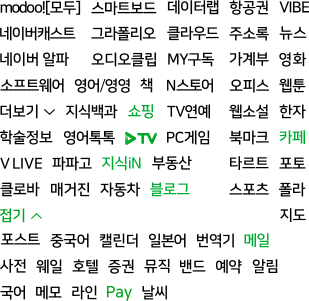 modoo![모두] 스마트보드 데이터랩 항공권 VIBE
네이버캐스트 그라폴리오 클라우드 주소록 뉴스
네이버 알파 오디오클립 MY구독 가계부 영화
소프트웨어 영어/영영 책 N스토어 오피스 웹툰
더보기 지식백과 쇼핑 TV연예 웹소설 한자
학술정보 영어톡톡 TV PC게임 북마크 카페
V LIVE 파파고 지식iN 부동산 타르트 포토
클로바 매거진 자동차 블로그 스포츠 폴라
접기 지도
포스트 중국어 캘린더 일본어 번역기 메일
사전 웨일 호텔 증권 뮤직 밴드 예약 알림
국어 메모 라인 Pay 날씨